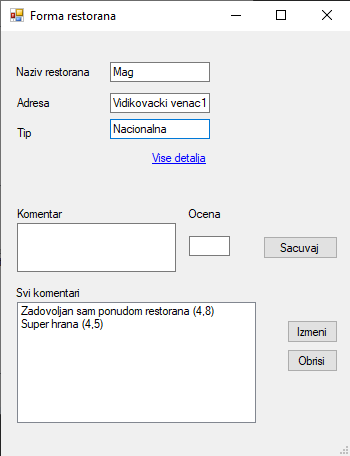 Forma restorana
Naziv restorana Mag
Adresa Vidikovacki venac1
Tip Nacionalna
Vise detalja
Komentar Ocena
Sacuvaj
Svi komentari
Zadovoljan sam ponudom restorana (4,8)
Super hrana (4,5)
Izmeni
Obrisi